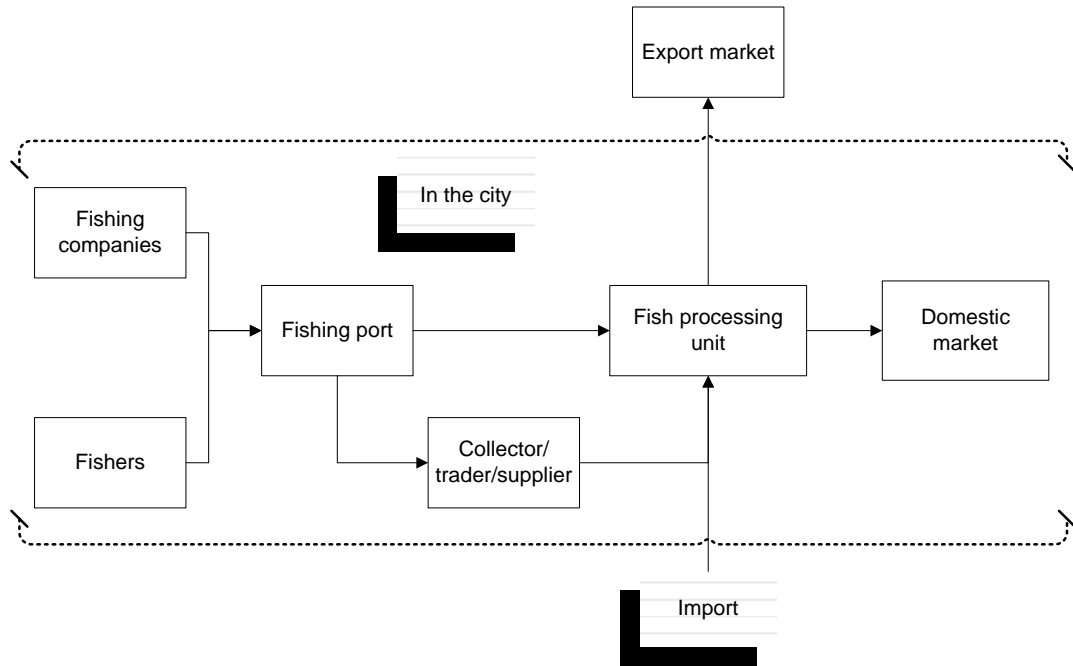 Export market
In the city
Fishing
companies
Fishing port
Fish processing
unit
Domestic
market
Fishers
Collector/
trader/supplier
Import